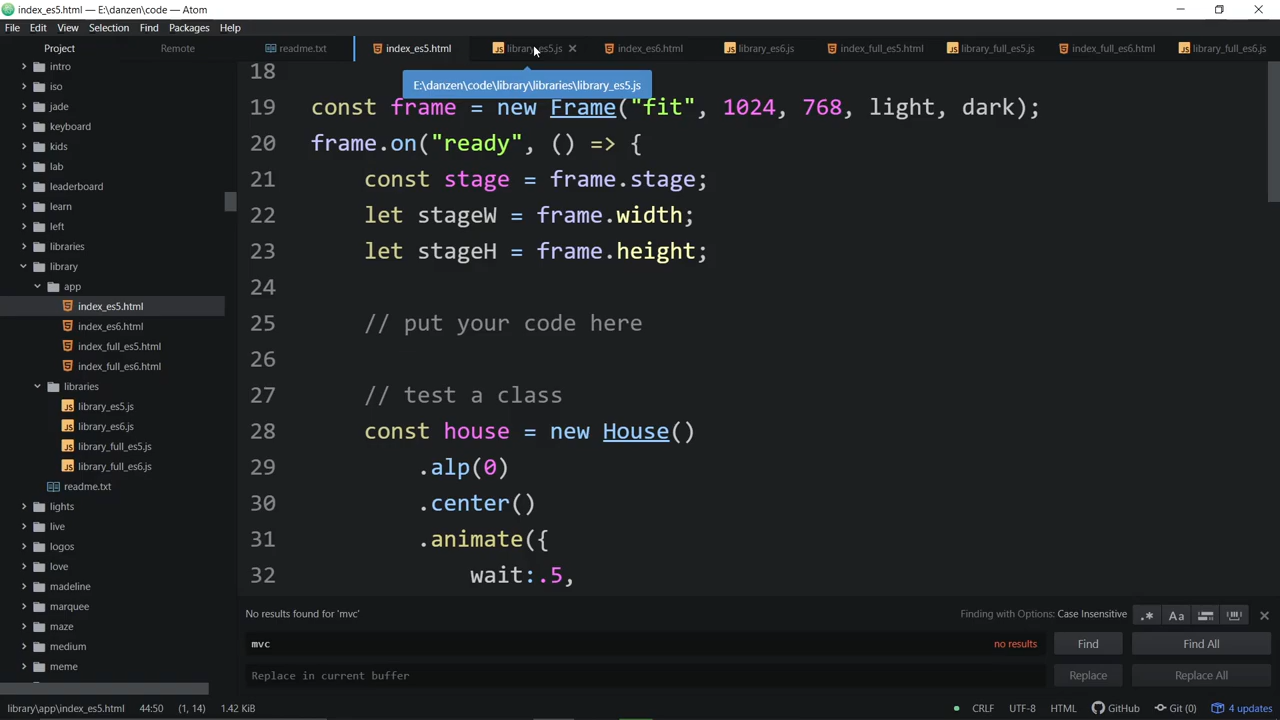 index_es5.html — E:\danzen\code — Atom
File Edit View Selection Find Packages Help
Project Remote readme.txt index_es5.html library_es5.js index_es6.html library_es6.js index_full_es5.html library_full_es5.js index_full_es6.html library_full_es6.js
E:\danzen\code\library\libraries\library_es5.js
intro
iso
jade
keyboard
kids
lab
leaderboard
learn
left
libraries
library
app
index_es5.html
index_es6.html
index_full_es5.html
index_full_es6.html
libraries
library_es5.js
library_es6.js
library_full_es5.js
library_full_es6.js
readme.txt
lights
live
logos
love
madeline
marquee
maze
medium
meme
18
19 const frame = new Frame("fit", 1024, 768, light, dark);
20 frame.on("ready", () => {
21 const stage = frame.stage;
22 let stageW = frame.width;
23 let stageH = frame.height;
24
25 // put your code here
26
27 // test a class
28 const house = new House()
29 .alp(0)
30 .center()
31 .animate({
32 wait:.5,
No results found for 'mvc' Finding with Options: Case Insensitive .* Aa
mvc no results Find Find All
Replace in current buffer Replace Replace All
library\app\index_es5.html 44:50 (1, 14) 1.42 KiB CRLF UTF-8 HTML GitHub Git (0) 4 updates